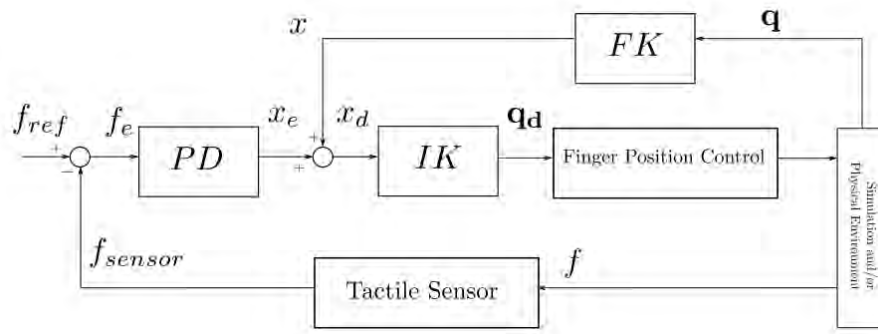 x
q
FK
f_ref
f_e
x_e
x_d
q_d
+
−
PD
+
+
IK
Finger Position Control
Simulation and/or
Physical Environment
f_sensor
f
Tactile Sensor